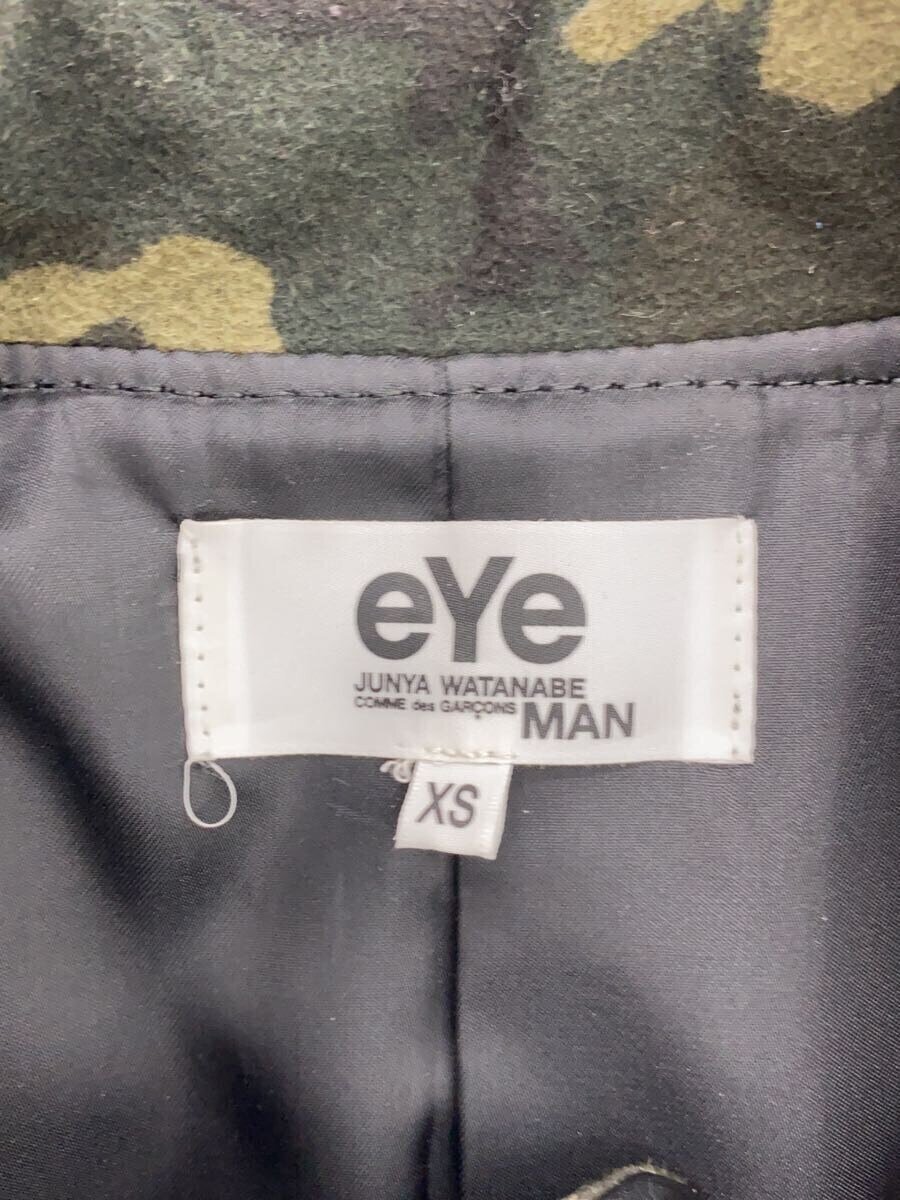 eYe
JUNYA WATANABE
COMME des GARÇONS MAN
XS